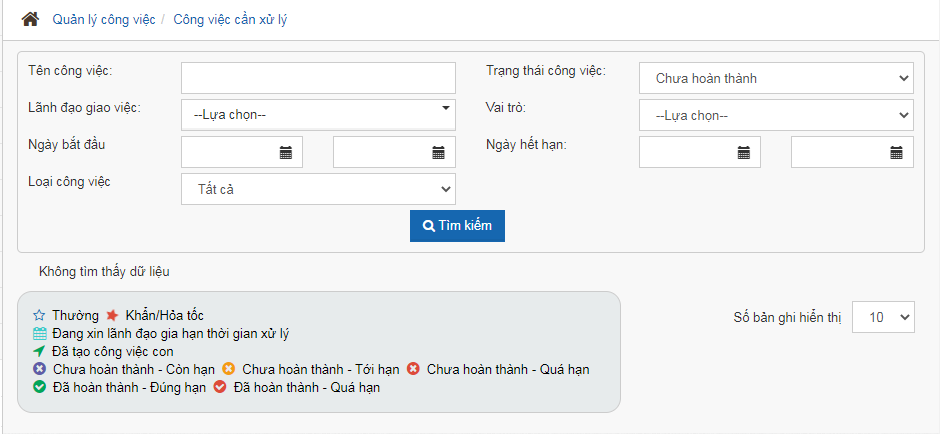 Quản lý công việc / Công việc cần xử lý
Tên công việc:
Trạng thái công việc: Chưa hoàn thành
Lãnh đạo giao việc: --Lựa chọn--
Vai trò: --Lựa chọn--
Ngày bắt đầu
Ngày hết hạn:
Loại công việc Tất cả
Tìm kiếm
Không tìm thấy dữ liệu
Thường Khẩn/Hỏa tốc
Đang xin lãnh đạo gia hạn thời gian xử lý
Đã tạo công việc con
Chưa hoàn thành - Còn hạn Chưa hoàn thành - Tới hạn Chưa hoàn thành - Quá hạn
Đã hoàn thành - Đúng hạn Đã hoàn thành - Quá hạn
Số bản ghi hiển thị 10